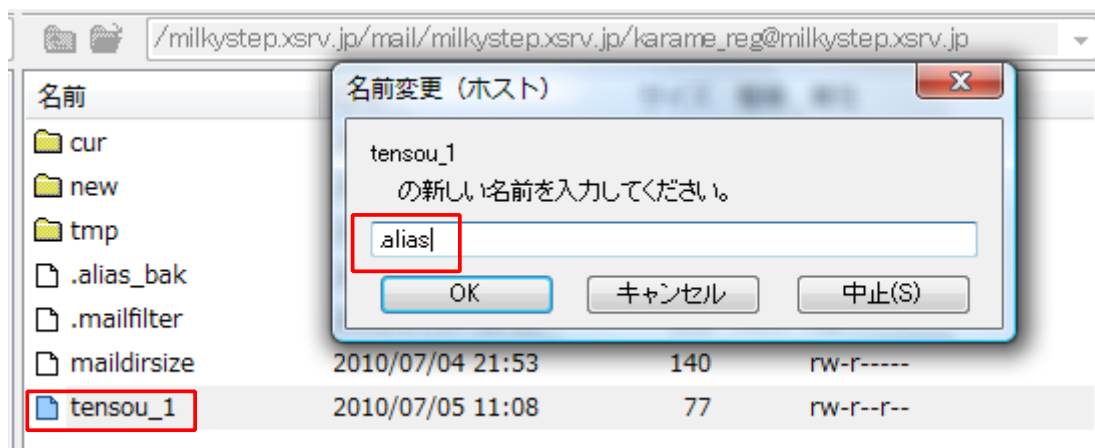 /milkystep.xsrv.jp/mail/milkystep.xsrv.jp/karame_reg@milkystep.xsrv.jp
名前
名前変更（ホスト）
tensou_1
の新しい名前を入力してください。
.alias
OK キャンセル 中止(S)
cur
new
tmp
.alias_bak
.mailfilter
maildirsize 2010/07/04 21:53 140 rw-r-----
tensou_1 2010/07/05 11:08 77 rw-r--r--